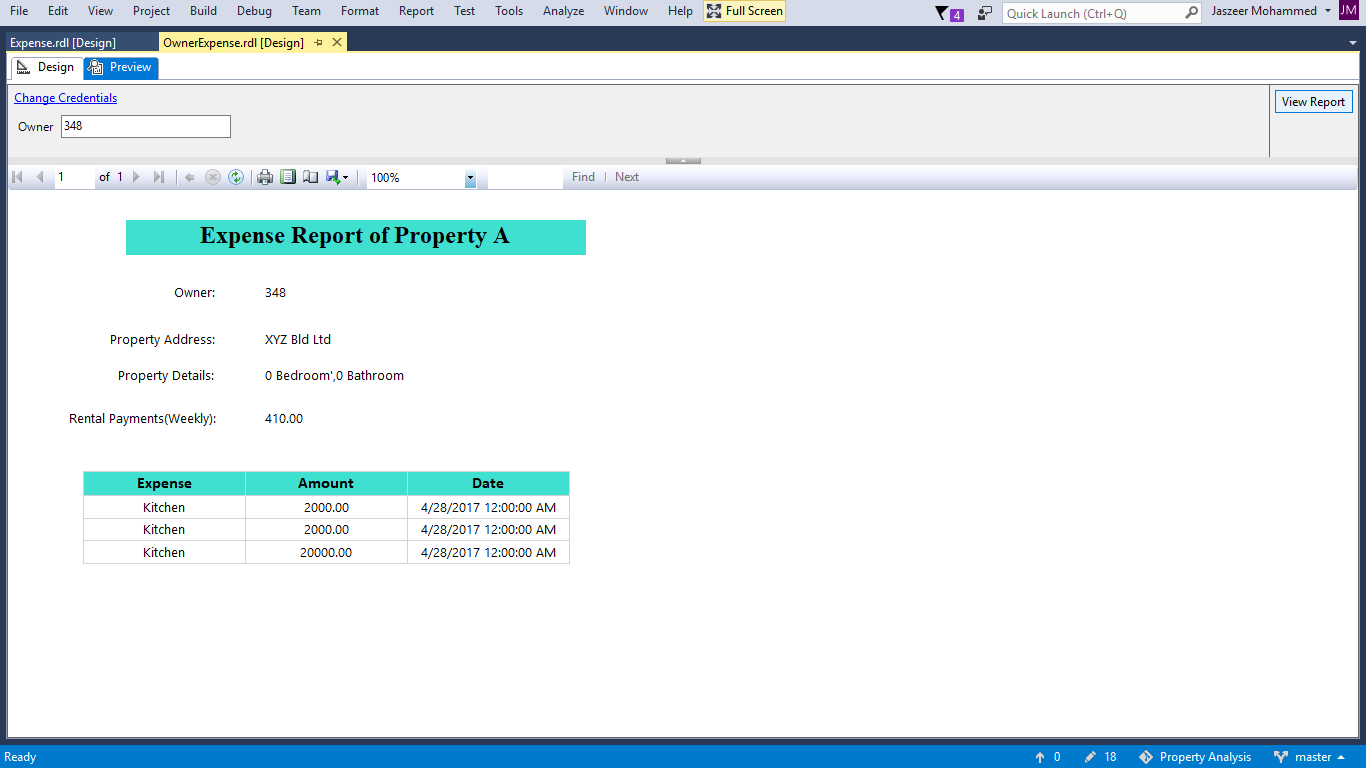 File Edit View Project Build Debug Team Format Report Test Tools Analyze Window Help Full Screen 4 Quick Launch (Ctrl+Q) Jaszeer Mohammed JM
Expense.rdl [Design] OwnerExpense.rdl [Design]
Design Preview
Change Credentials View Report
Owner 348
1 of 1 100% Find | Next
Expense Report of Property A
Owner: 348
Property Address: XYZ Bld Ltd
Property Details: 0 Bedroom',0 Bathroom
Rental Payments(Weekly): 410.00
Expense Amount Date
Kitchen 2000.00 4/28/2017 12:00:00 AM
Kitchen 2000.00 4/28/2017 12:00:00 AM
Kitchen 20000.00 4/28/2017 12:00:00 AM
Ready 0 18 Property Analysis master